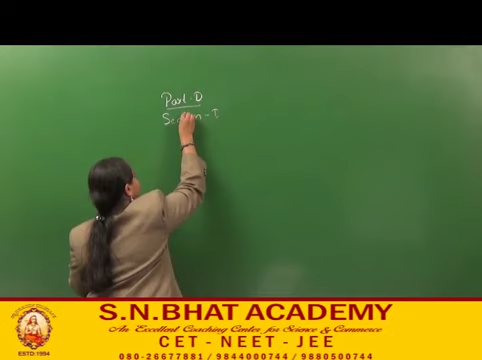 Part-D
Section-I
S.N.BHAT ACADEMY
An Excellent Coaching Center for Science & Commerce
CET - NEET - JEE
ESTD:1994
080-26677881 / 9844000744 / 9880500744